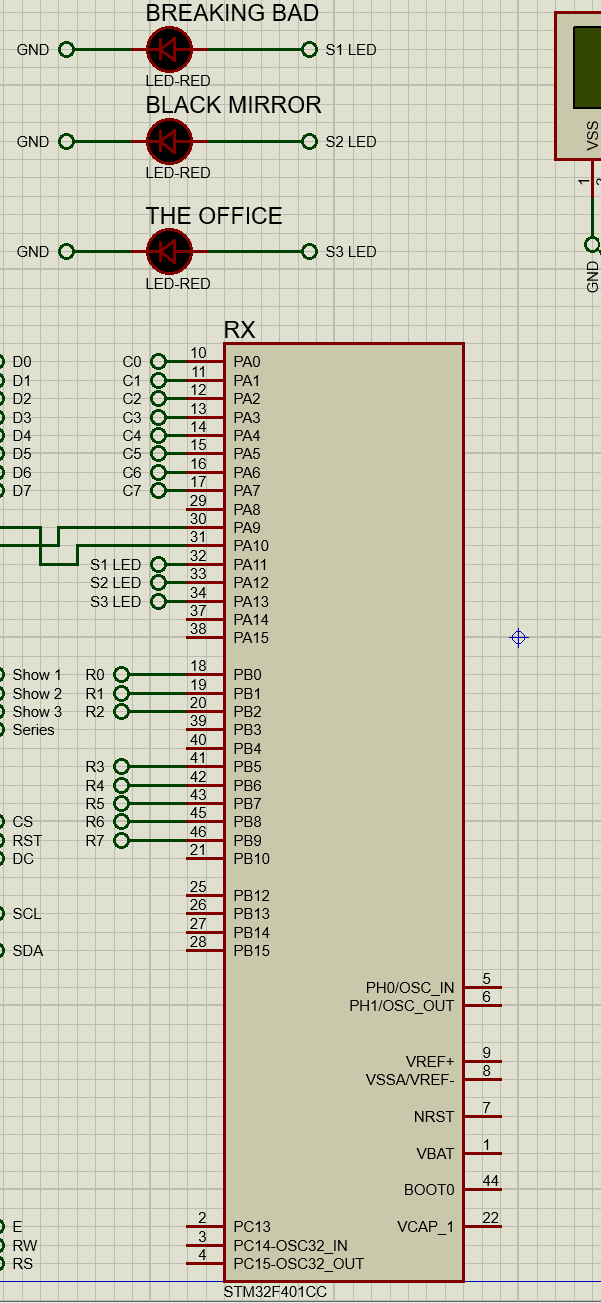 BREAKING BAD
GND S1 LED
LED-RED
BLACK MIRROR
GND S2 LED
LED-RED
VSS
1
THE OFFICE
GND S3 LED
LED-RED
GND
RX
D0 C0 10 PA0
D1 C1 11 PA1
D2 C2 12 PA2
D3 C3 13 PA3
D4 C4 14 PA4
D5 C5 15 PA5
D6 C6 16 PA6
D7 C7 17 PA7
29 PA8
30 PA9
31 PA10
S1 LED 32 PA11
S2 LED 33 PA12
S3 LED 34 PA13
37 PA14
38 PA15
Show 1 R0 18 PB0
Show 2 R1 19 PB1
Show 3 R2 20 PB2
Series 39 PB3
40 PB4
R3 41 PB5
R4 42 PB6
R5 43 PB7
CS R6 45 PB8
RST R7 46 PB9
DC 21 PB10
25 PB12
SCL 26 PB13
27 PB14
SDA 28 PB15
PH0/OSC_IN 5
PH1/OSC_OUT 6
VREF+ 9
VSSA/VREF- 8
NRST 7
VBAT 1
BOOT0 44
E 2 PC13 VCAP_1 22
RW 3 PC14-OSC32_IN
RS 4 PC15-OSC32_OUT
STM32F401CC